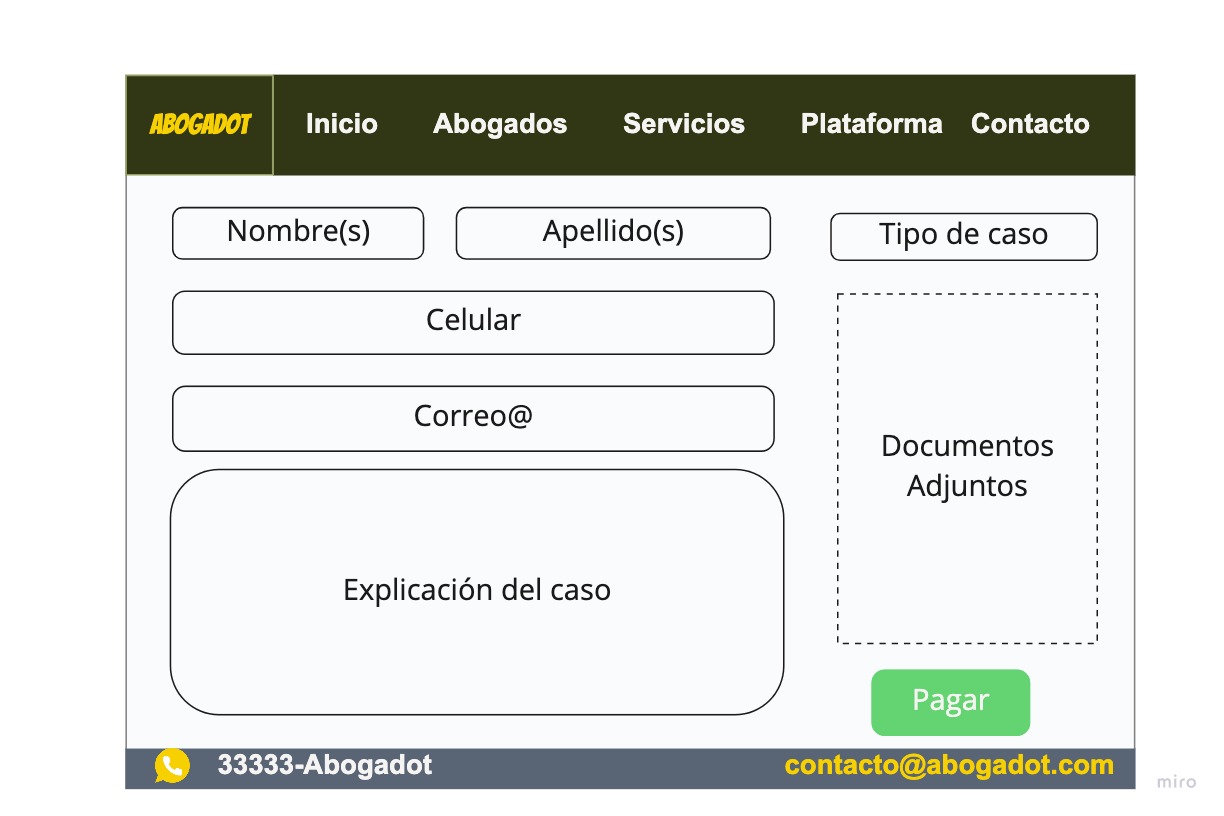 ABOGADOT
Inicio
Abogados
Servicios
Plataforma
Contacto
Nombre(s)
Apellido(s)
Tipo de caso
Celular
Correo@
Documentos
Adjuntos
Explicación del caso
Pagar
33333-Abogadot
contacto@abogadot.com
miro